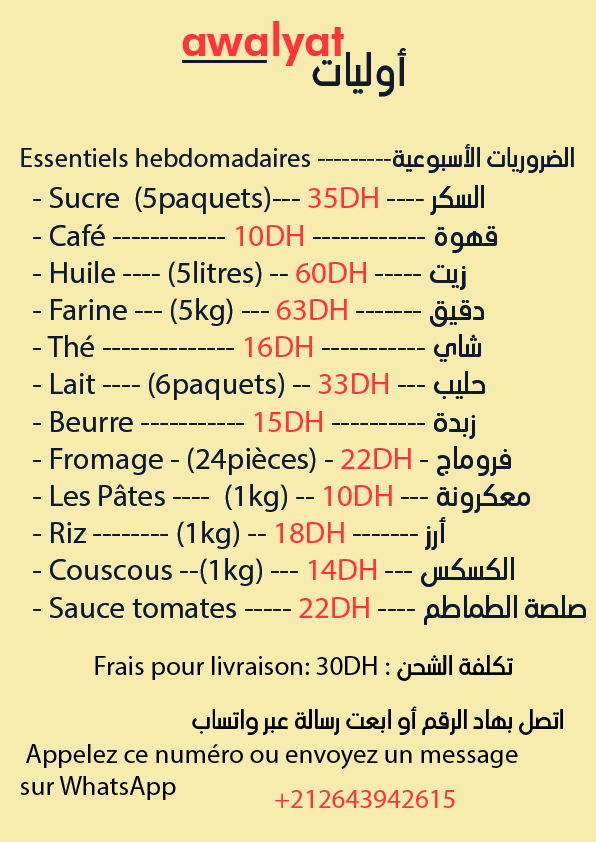 awalyat
أوليات
Essentiels hebdomadaires ---------الضروريات الأسبوعية
- Sucre (5paquets)--- 35DH ---- السكر
- Café ------------ 10DH ------------ قهوة
- Huile ---- (5litres) -- 60DH ----- زيت
- Farine --- (5kg) --- 63DH ------- دقيق
- Thé -------------- 16DH ----------- شاي
- Lait ---- (6paquets) -- 33DH --- حليب
- Beurre ----------- 15DH ---------- زبدة
- Fromage - (24pièces) - 22DH - فروماج
- Les Pâtes ---- (1kg) -- 10DH --- معكرونة
- Riz -------- (1kg) -- 18DH ------- أرز
- Couscous --(1kg) --- 14DH --- الكسكس
- Sauce tomates ----- 22DH ---- صلصة الطماطم
Frais pour livraison: 30DH : تكلفة الشحن
اتصل بهاد الرقم أو ابعت رسالة عبر واتساب
Appelez ce numéro ou envoyez un message
sur WhatsApp
+212643942615